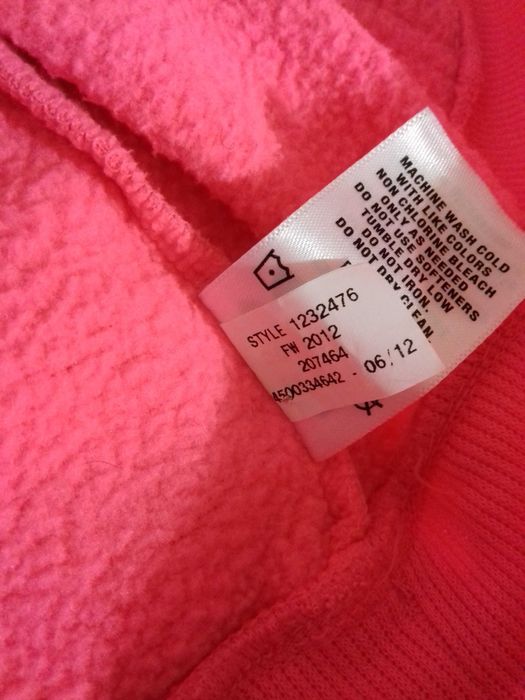 MACHINE WASH COLD
WITH LIKE COLORS
NON CHLORINE BLEACH
ONLY AS NEEDED
DO NOT USE SOFTENERS
TUMBLE DRY LOW
DO NOT IRON.
DO NOT DRY CLEAN.
STYLE 1232476
FW 2012
207464
4500334642 - 06/12